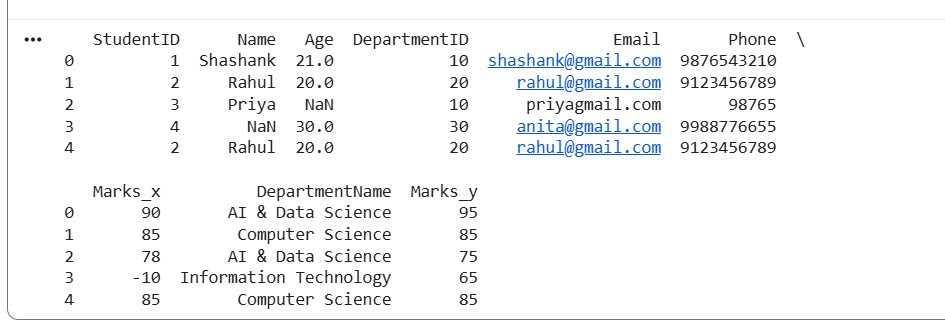 StudentID Name Age DepartmentID Email Phone \
0 1 Shashank 21.0 10 shashank@gmail.com 9876543210
1 2 Rahul 20.0 20 rahul@gmail.com 9123456789
2 3 Priya NaN 10 priyagmail.com 98765
3 4 NaN 30.0 30 anita@gmail.com 9988776655
4 2 Rahul 20.0 20 rahul@gmail.com 9123456789
Marks_x DepartmentName Marks_y
0 90 AI & Data Science 95
1 85 Computer Science 85
2 78 AI & Data Science 75
3 -10 Information Technology 65
4 85 Computer Science 85